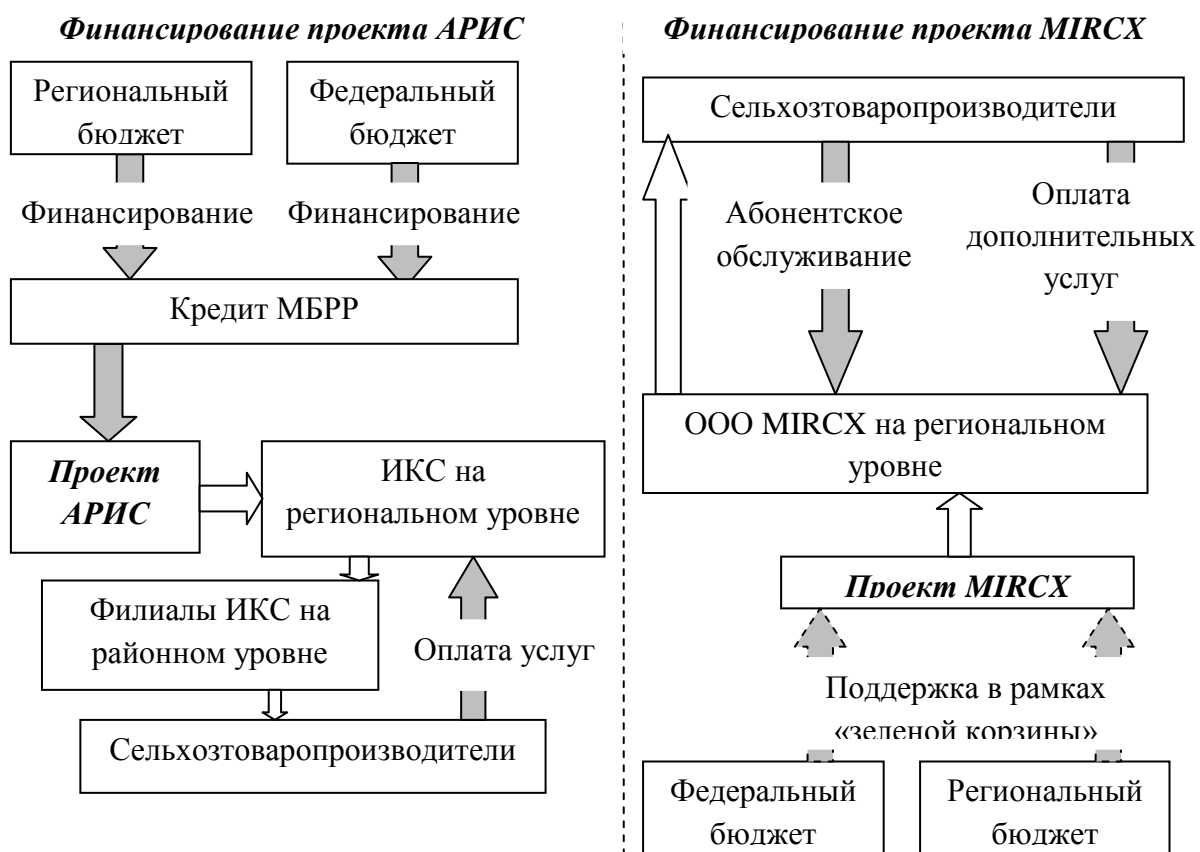 Финансирование проекта АРИС
Региональный
бюджет
Федеральный
бюджет
Финансирование
Финансирование
Кредит МБРР
Проект
АРИС
ИКС на
региональном уровне
Филиалы ИКС на
районном уровне
Оплата услуг
Сельхозтоваропроизводители
Финансирование проекта MIRCX
Сельхозтоваропроизводители
Абонентское
обслуживание
Оплата
дополнительных
услуг
ООО MIRCX на региональном
уровне
Проект MIRCX
Поддержка в рамках
«зеленой корзины»
Федеральный
бюджет
Региональный
бюджет